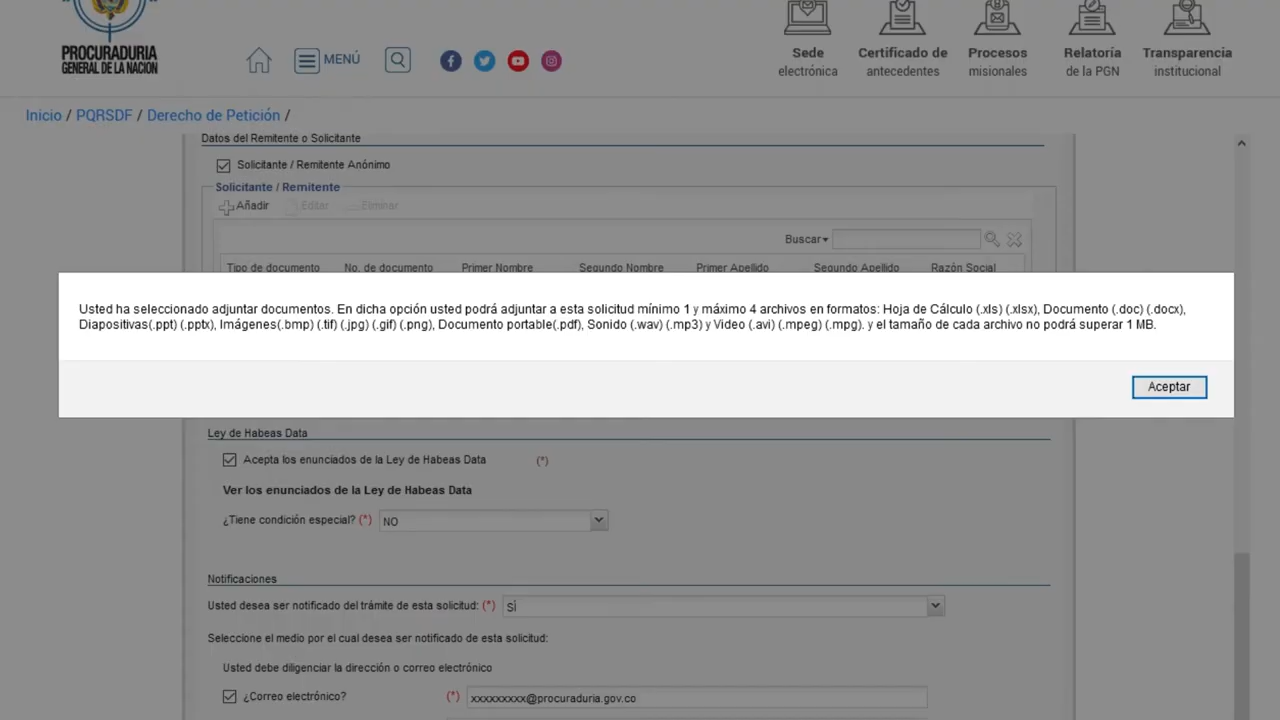 PROCURADURIA
GENERAL DE LA NACION
MENÚ
Sede
electrónica
Certificado de
antecedentes
Procesos
misionales
Relatoría
de la PGN
Transparencia
institucional
Inicio / PQRSDF / Derecho de Petición /
Datos del Remitente o Solicitante
Solicitante / Remitente Anónimo
Solicitante / Remitente
Añadir Editar Eliminar
Buscar
Tipo de documento No. de documento Primer Nombre Segundo Nombre Primer Apellido Segundo Apellido Razón Social
Usted ha seleccionado adjuntar documentos. En dicha opción usted podrá adjuntar a esta solicitud mínimo 1 y máximo 4 archivos en formatos: Hoja de Cálculo (.xls) (.xlsx), Documento (.doc) (.docx),
Diapositivas(.ppt) (.pptx), Imágenes(.bmp) (.tif) (.jpg) (.gif) (.png), Documento portable(.pdf), Sonido (.wav) (.mp3) y Video (.avi) (.mpeg) (.mpg). y el tamaño de cada archivo no podrá superar 1 MB.
Aceptar
Ley de Habeas Data
Acepta los enunciados de la Ley de Habeas Data (*)
Ver los enunciados de la Ley de Habeas Data
¿Tiene condición especial? (*) NO
Notificaciones
Usted desea ser notificado del trámite de esta solicitud: (*) SÍ
Seleccione el medio por el cual desea ser notificado de esta solicitud:
Usted debe diligenciar la dirección o correo electrónico
¿Correo electrónico? (*) xxxxxxxxx@procuraduria.gov.co